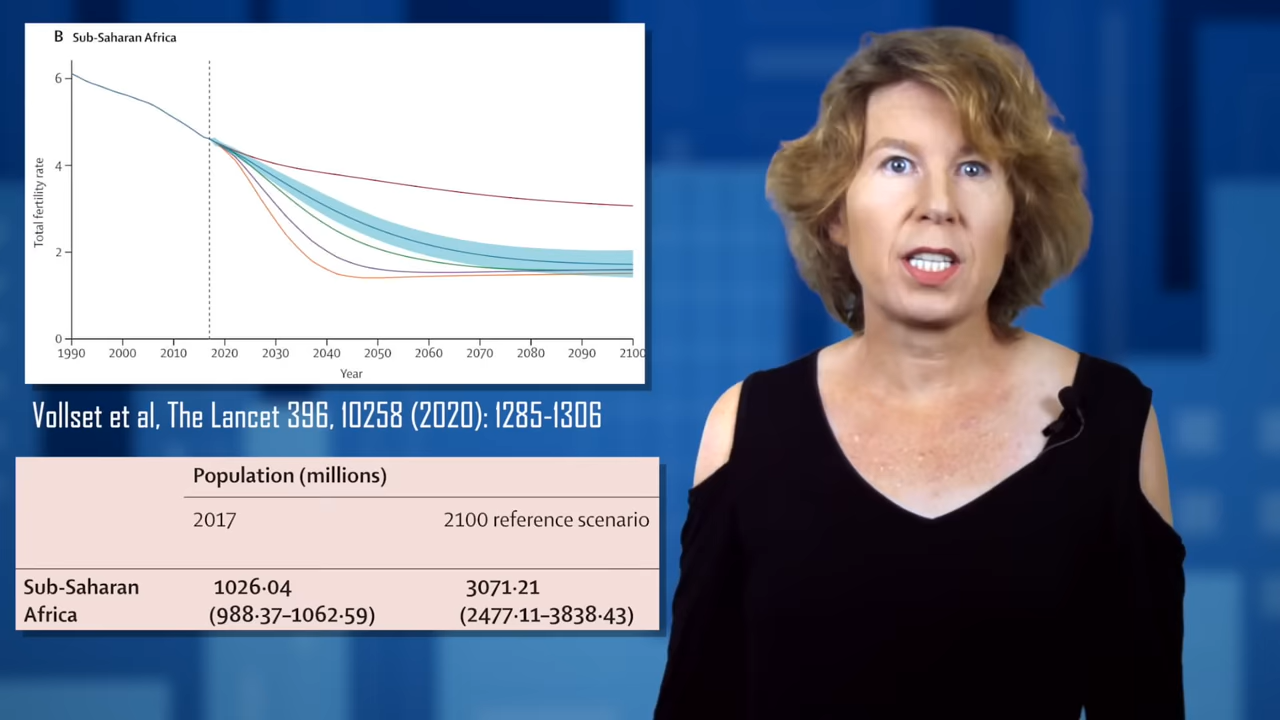 B Sub-Saharan Africa
Total fertility rate
6
4
2
0
1990 2000 2010 2020 2030 2040 2050 2060 2070 2080 2090 2100
Year
Vollset et al, The Lancet 396, 10258 (2020): 1285-1306
Population (millions)
2017 2100 reference scenario
Sub-Saharan 1026·04 3071·21
Africa (988·37–1062·59) (2477·11–3838·43)